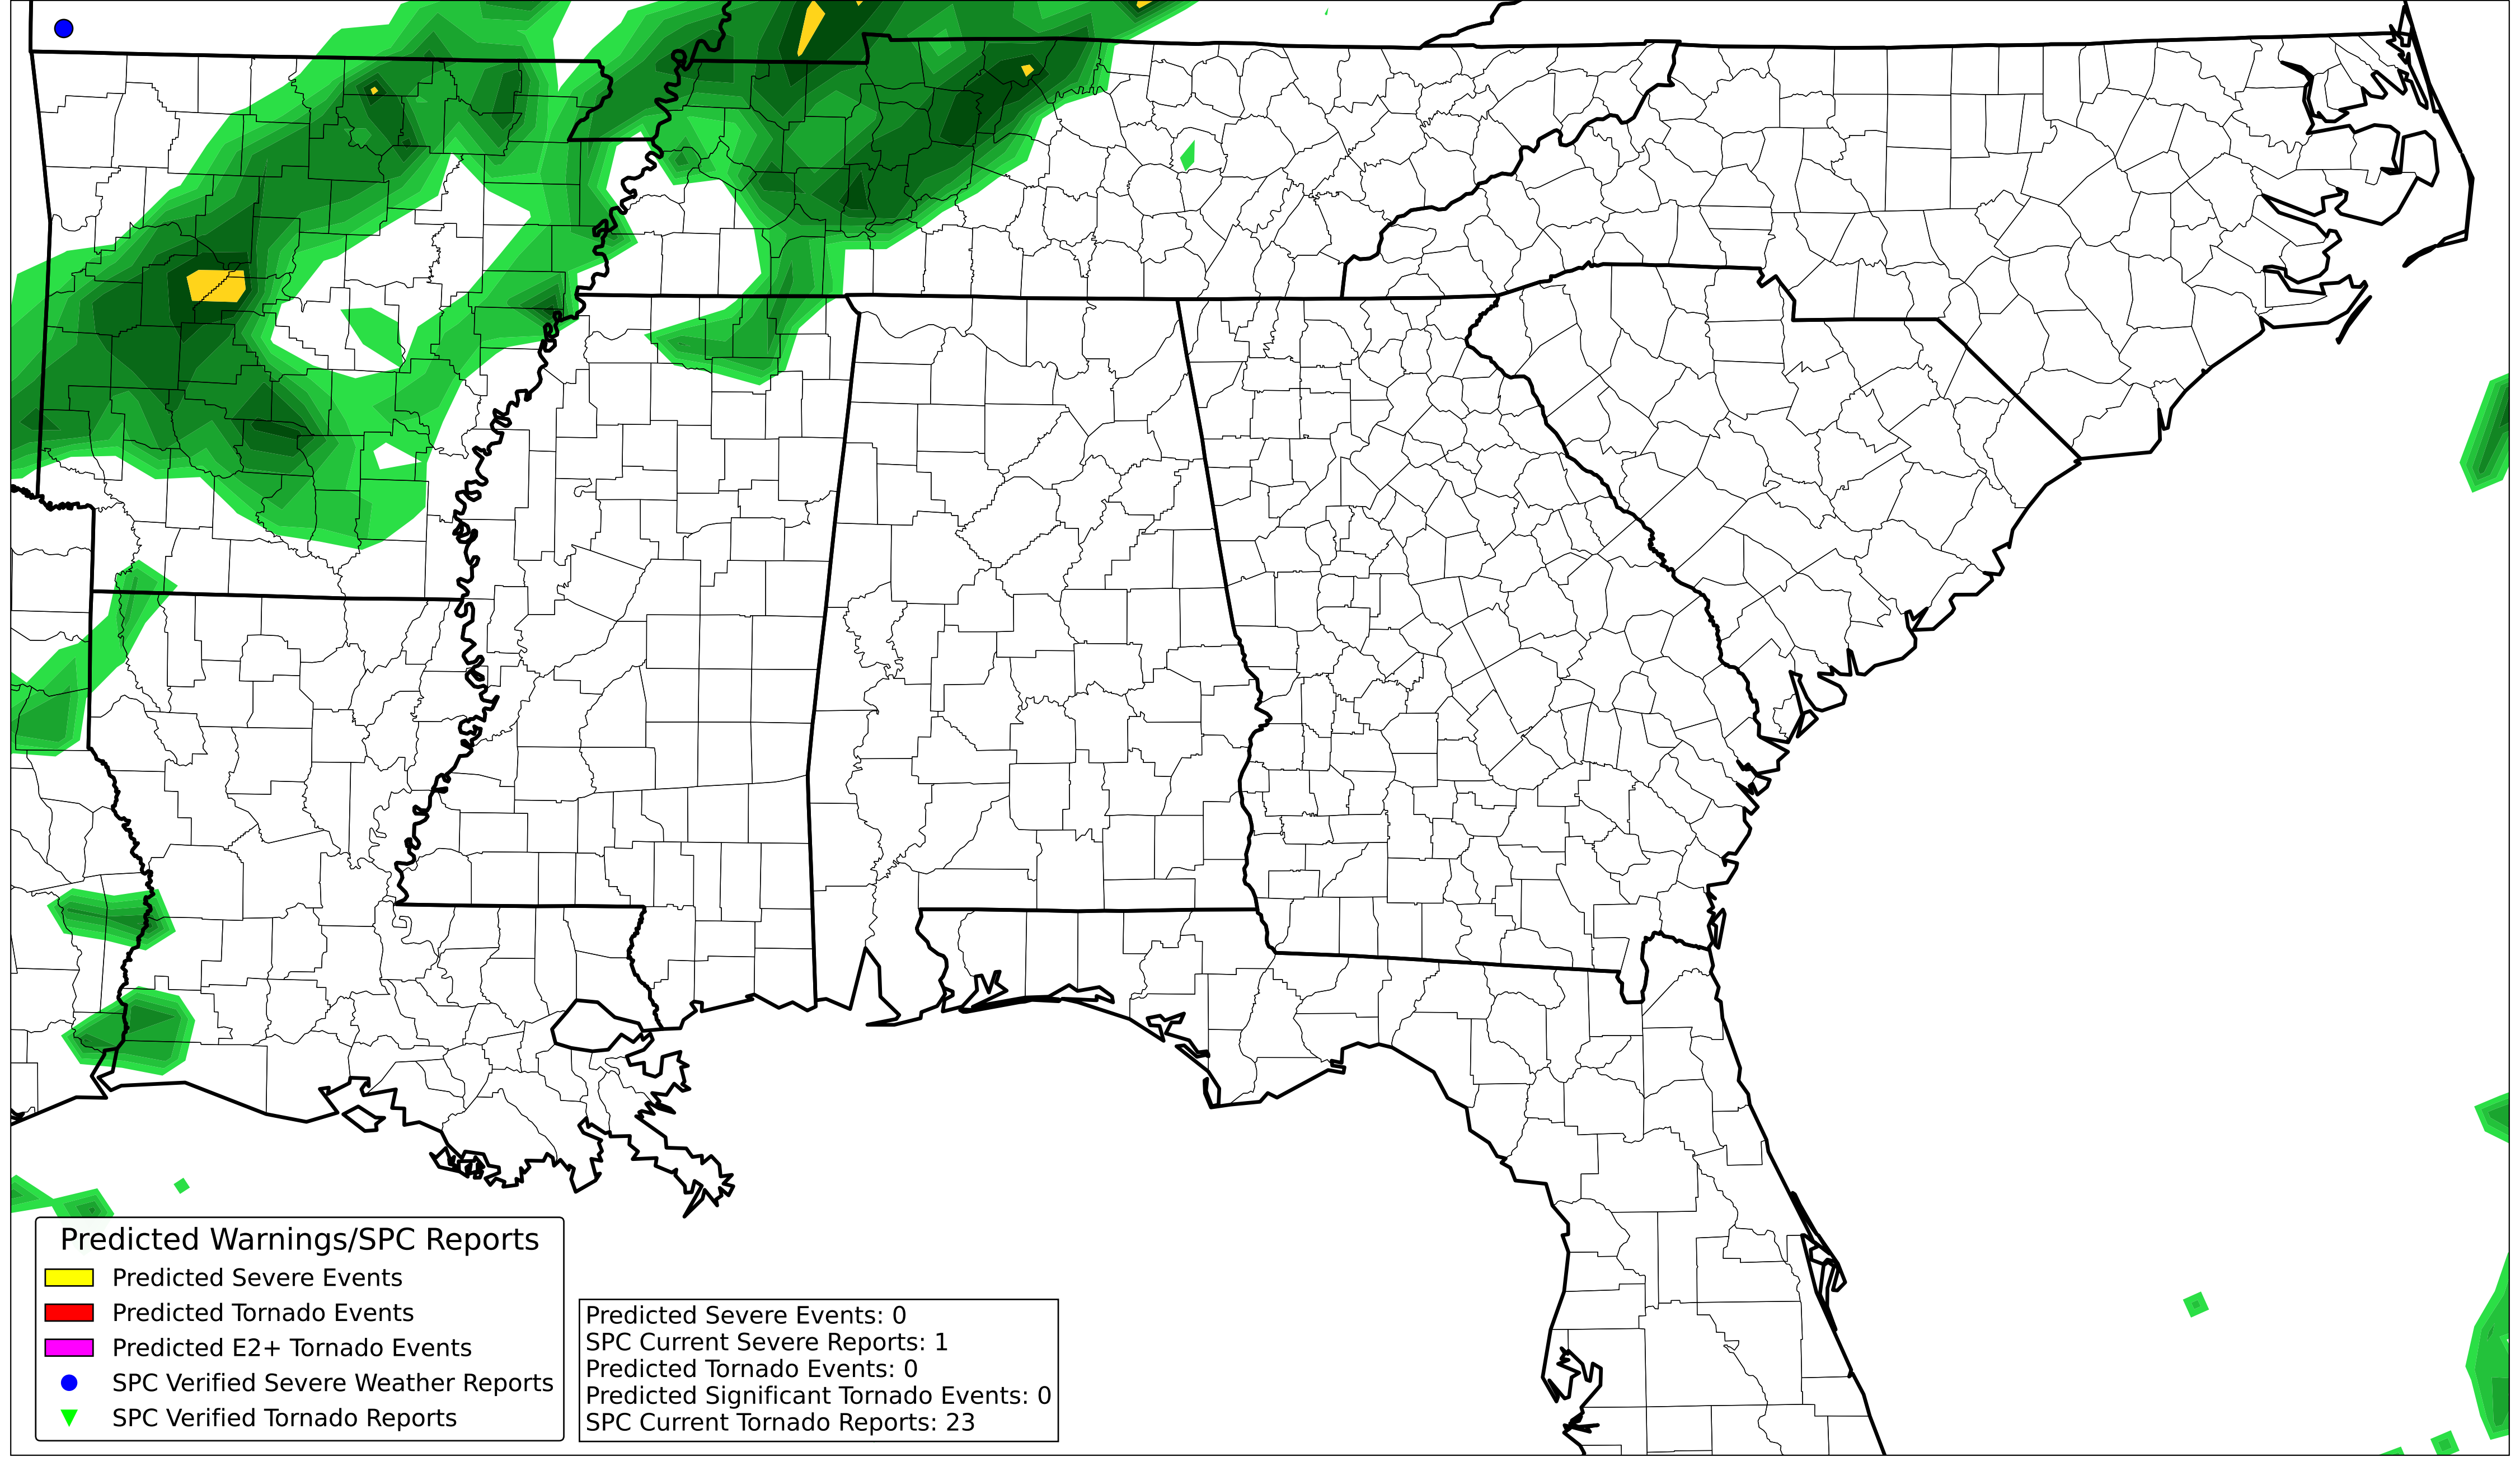 Predicted Warnings/SPC Reports
Predicted Severe Events
Predicted Tornado Events
Predicted E2+ Tornado Events
SPC Verified Severe Weather Reports
SPC Verified Tornado Reports
Predicted Severe Events: 0
SPC Current Severe Reports: 1
Predicted Tornado Events: 0
Predicted Significant Tornado Events: 0
SPC Current Tornado Reports: 23